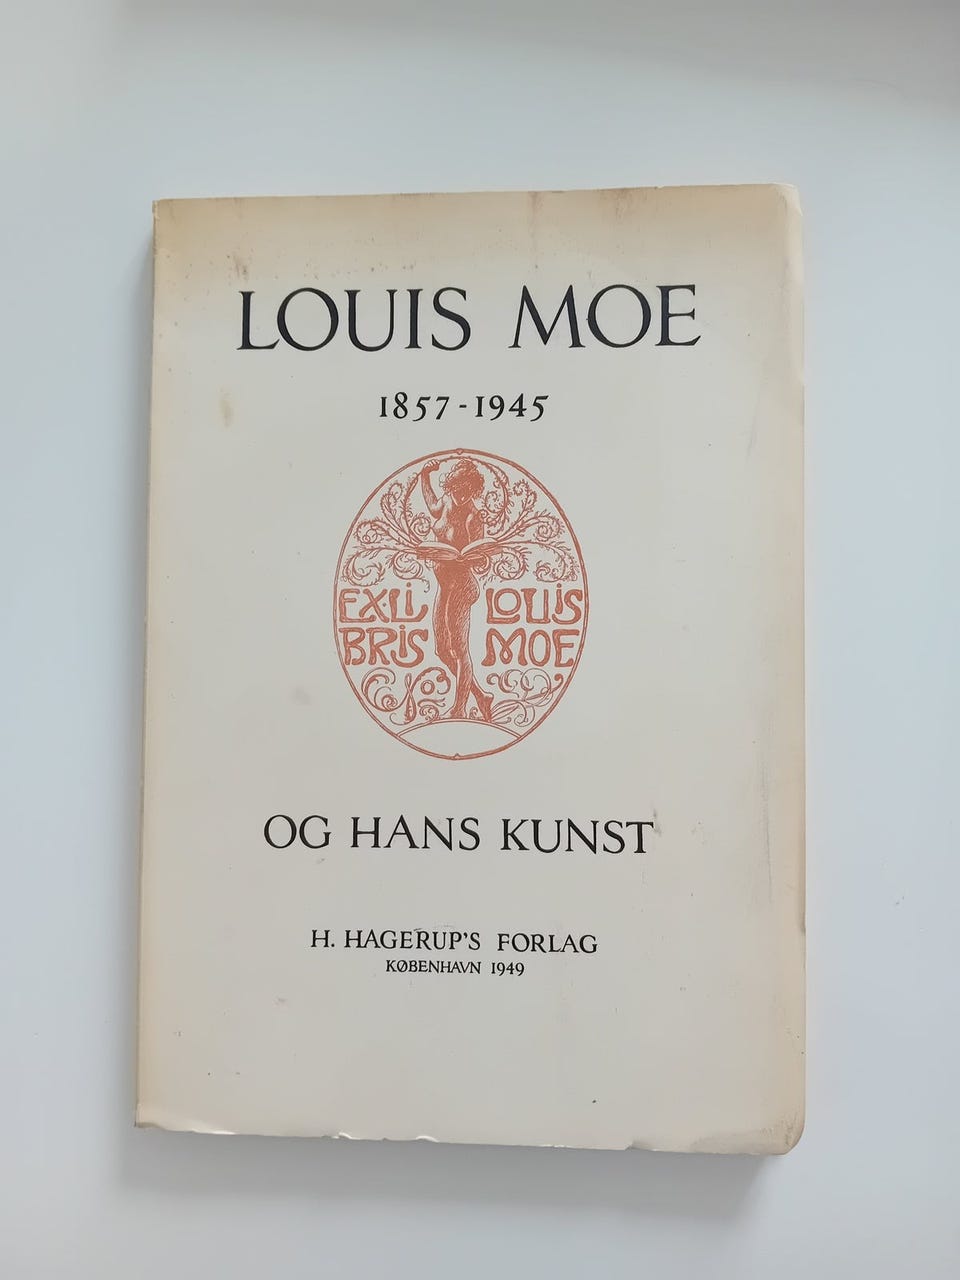 LOUIS MOE
1857-1945
EX·LI
BRIS
LOUIS
MOE
OG HANS KUNST
H. HAGERUP'S FORLAG
KØBENHAVN 1949